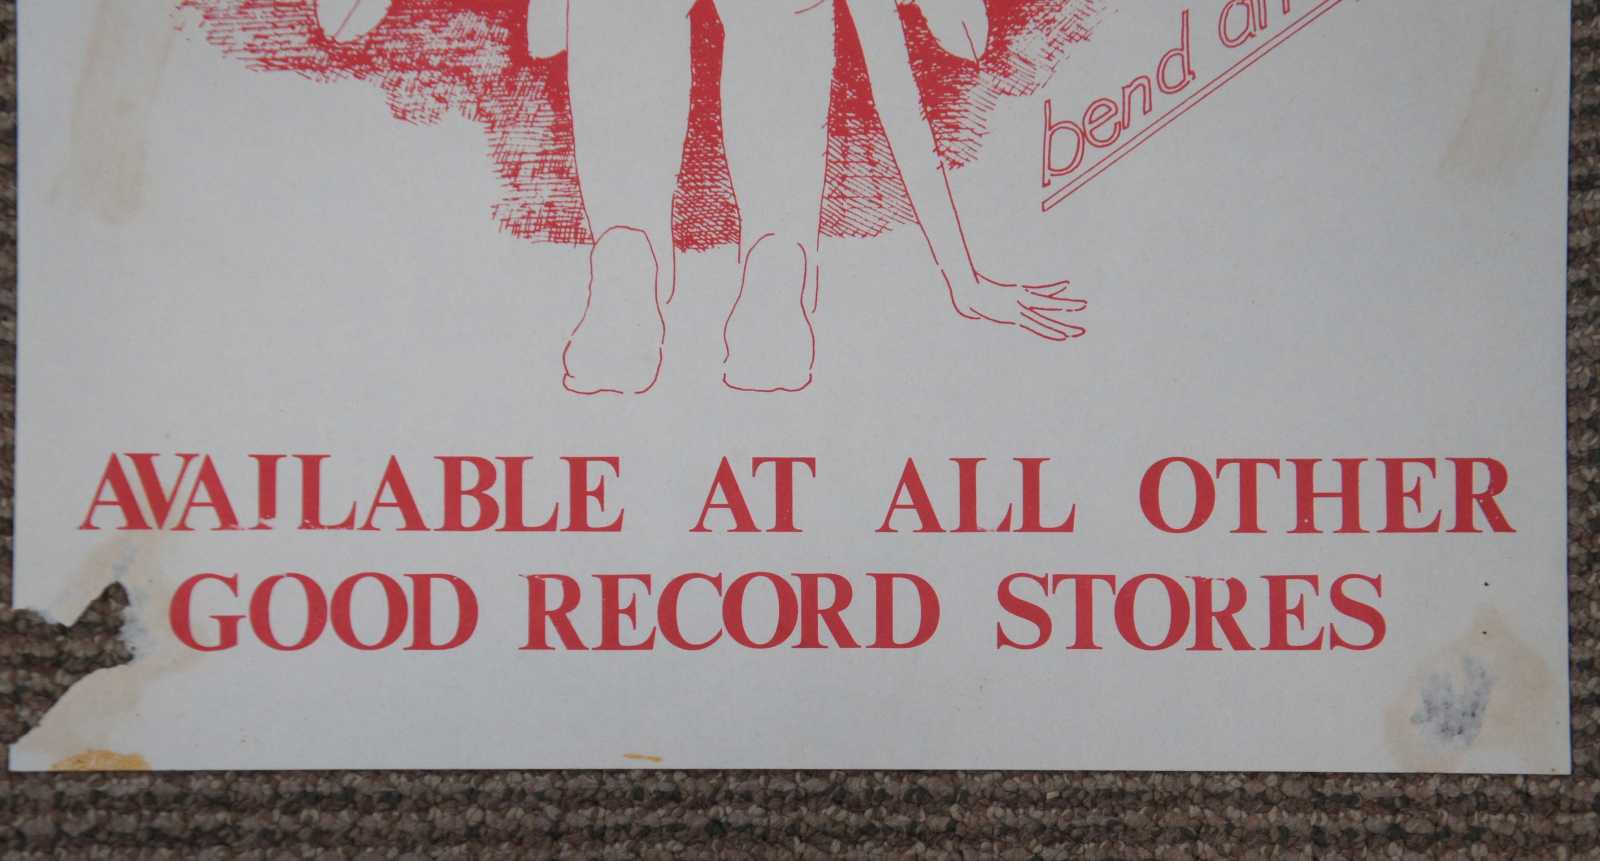 bend
AVAILABLE AT ALL OTHER
GOOD RECORD STORES